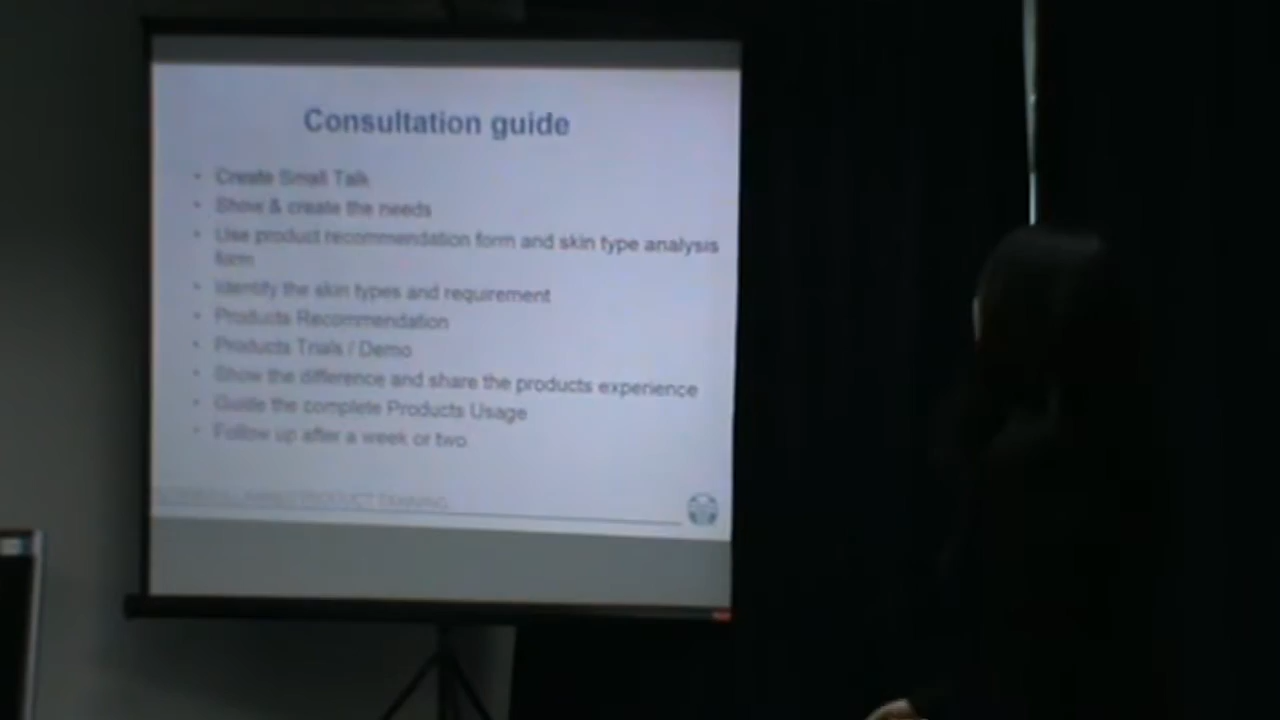 Consultation guide
• Create Small Talk
• Show & create the needs
• Use product recommendation form and skin type analysis
form
• Identify the skin types and requirement
• Products Recommendation
• Products Trials / Demo
• Show the difference and share the products experience
• Guide the complete Products Usage
• Follow up after a week or two
PRODUCT TRAINING